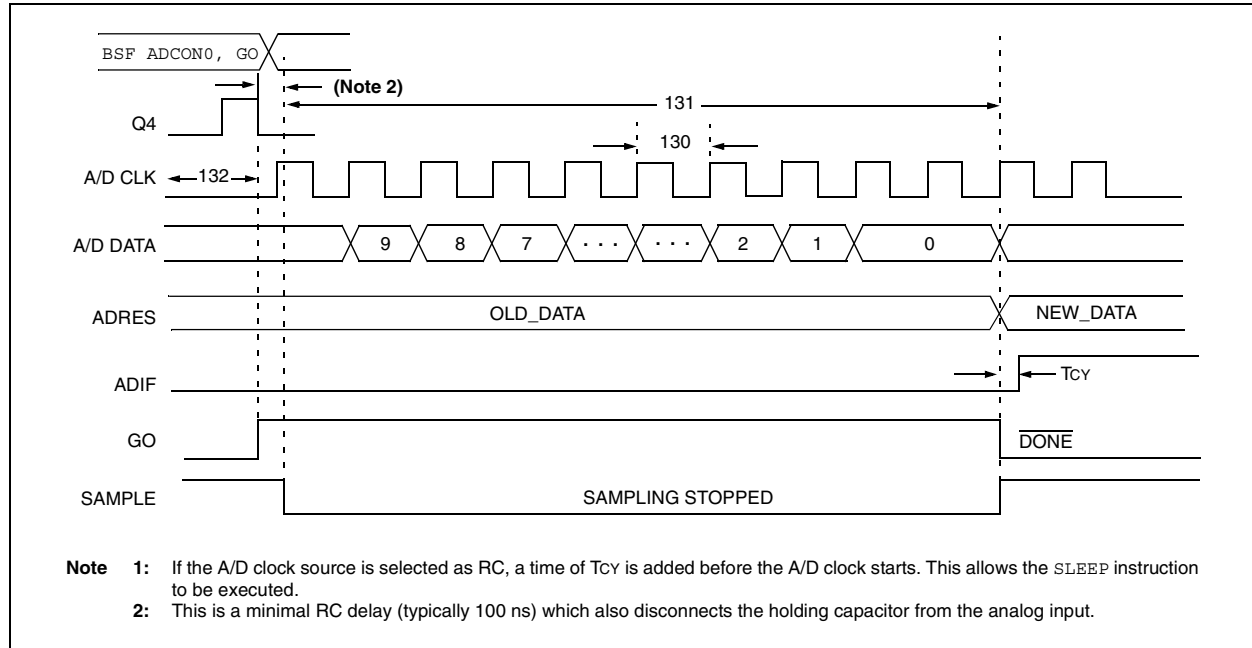 BSF ADCON0, GO
(Note 2)
131
Q4
130
A/D CLK
132
A/D DATA
9 8 7 · · · · · · 2 1 0
ADRES
OLD_DATA
NEW_DATA
ADIF
TCY
GO
DONE
SAMPLE
SAMPLING STOPPED
Note 1: If the A/D clock source is selected as RC, a time of TCY is added before the A/D clock starts. This allows the SLEEP instruction
to be executed.
2: This is a minimal RC delay (typically 100 ns) which also disconnects the holding capacitor from the analog input.